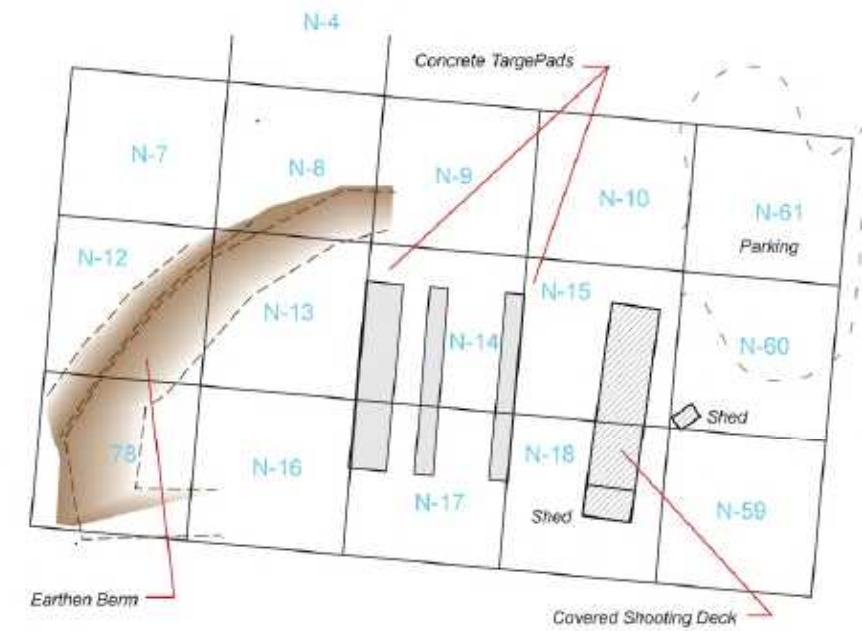 N-4
Concrete TargePads
N-7
N-8
N-9
N-10
N-61
Parking
N-12
N-13
N-14
N-15
N-60
Shed
78
N-16
N-17
N-18
Shed
N-59
Earthen Berm
Covered Shooting Deck